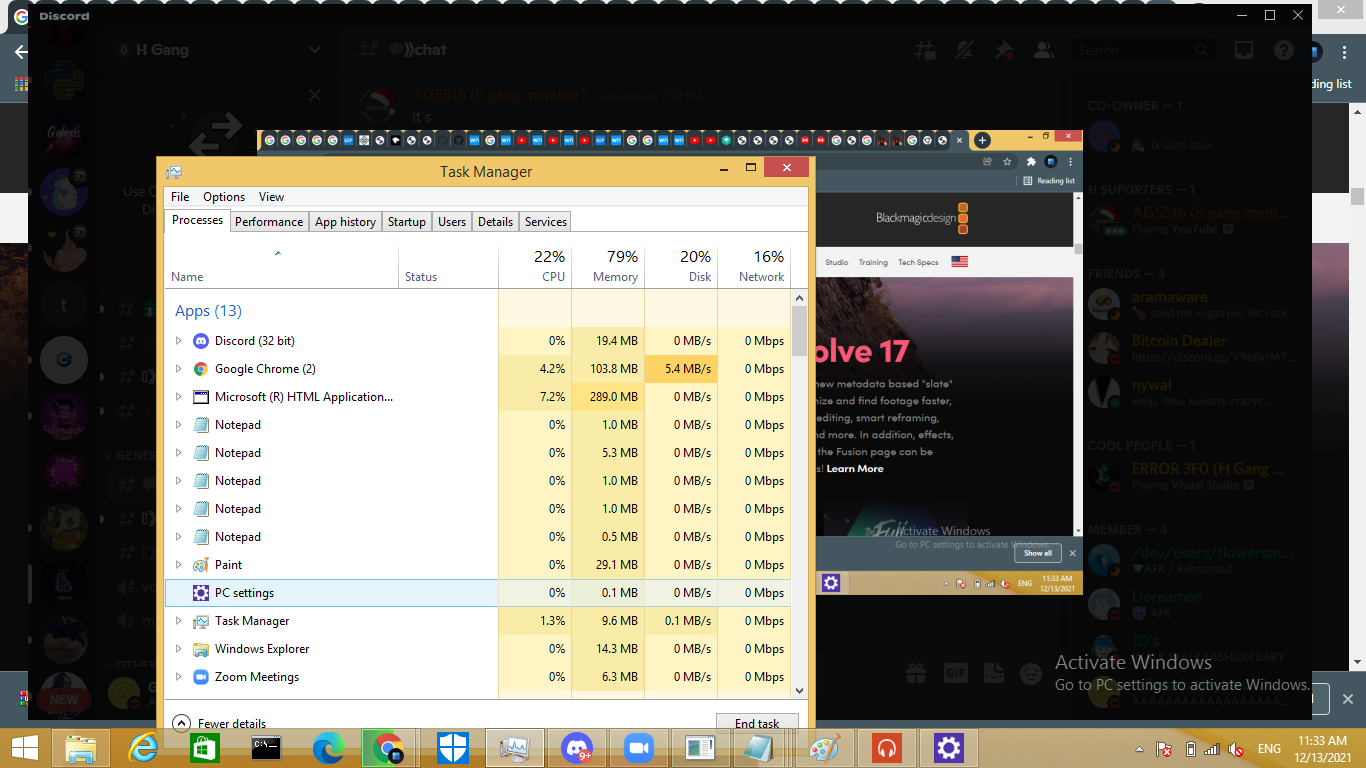 Discord
H Gang
chat
Search
ding list
AG5516 (h gang member) Yesterday at 7:32 PM
it's
CO-OWNER — 1
1k subs soon
H SUPORTERS — 1
AG5516 (h gang mem...
Playing YouTube
FRIENDS — 3
aramaware
send me vegas pro 18c rack
Bitcoin Dealer
https://discord.gg/Y9eBytMT...
nywal
welp, лень менять статус...
COOL PEOPLE — 1
ERROR 3F0 (H Gang ...
Playing Visual Studio
MEMBER — 4
/dev/users/flowerste...
AFK / Rebranded
Doreamon
AFK
JD's
Reading list
Blackmagicdesign
Studio Training Tech Specs
olve 17
new metadata based "slate"
nize and find footage faster,
editing, smart reframing,
nd more. In addition, effects,
the Fusion page can be
s! Learn More
Activate Windows
Go to PC settings to activate Windows.
Show all
ENG 11:33 AM
12/13/2021
Task Manager
File Options View
Processes Performance App history Startup Users Details Services
22% 79% 20% 16%
Name Status CPU Memory Disk Network
Apps (13)
Discord (32 bit) 0% 19.4 MB 0 MB/s 0 Mbps
Google Chrome (2) 4.2% 103.8 MB 5.4 MB/s 0 Mbps
Microsoft (R) HTML Application... 7.2% 289.0 MB 0 MB/s 0 Mbps
Notepad 0% 1.0 MB 0 MB/s 0 Mbps
Notepad 0% 5.3 MB 0 MB/s 0 Mbps
Notepad 0% 1.0 MB 0 MB/s 0 Mbps
Notepad 0% 1.0 MB 0 MB/s 0 Mbps
Notepad 0% 0.5 MB 0 MB/s 0 Mbps
Paint 0% 29.1 MB 0 MB/s 0 Mbps
PC settings 0% 0.1 MB 0 MB/s 0 Mbps
Task Manager 1.3% 9.6 MB 0.1 MB/s 0 Mbps
Windows Explorer 0% 14.3 MB 0 MB/s 0 Mbps
Zoom Meetings 0% 6.3 MB 0 MB/s 0 Mbps
Fewer details End task
NEW
GIF
Activate Windows
Go to PC settings to activate Windows.
9+
ENG 11:33 AM
12/13/2021